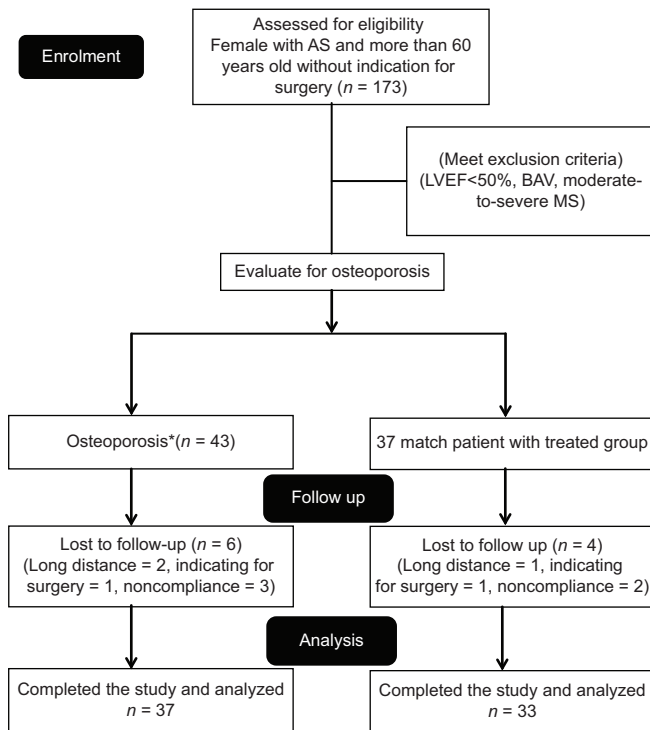 Enrolment
Assessed for eligibility
Female with AS and more than 60
years old without indication for
surgery (n = 173)
(Meet exclusion criteria)
(LVEF<50%, BAV, moderate-
to-severe MS)
Evaluate for osteoporosis
Osteoporosis*(n = 43)
37 match patient with treated group
Follow up
Lost to follow-up (n = 6)
(Long distance = 2, indicating for
surgery = 1, noncompliance = 3)
Lost to follow up (n = 4)
(Long distance = 1, indicating
for surgery = 1, noncompliance = 2)
Analysis
Completed the study and analyzed
n = 37
Completed the study and analyzed
n = 33